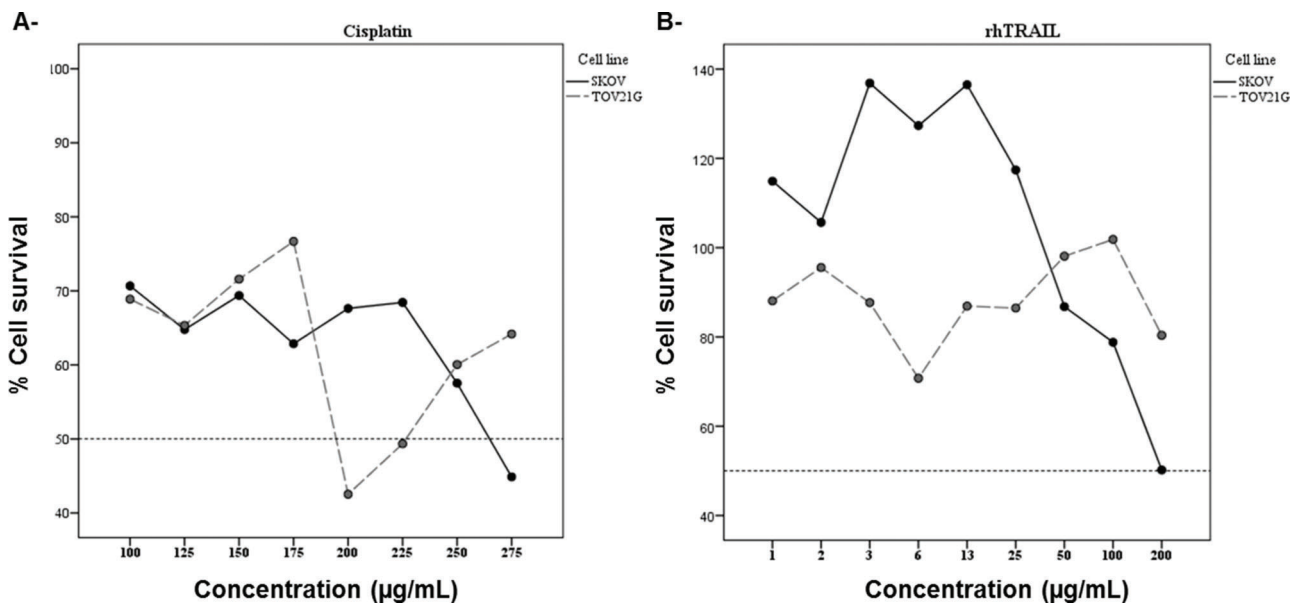 A-
Cisplatin
Cell line
SKOV
TOV21G
% Cell survival
100
90
80
70
60
50
40
100 125 150 175 200 225 250 275
Concentration (µg/mL)
B-
rhTRAIL
Cell line
SKOV
TOV21G
% Cell survival
140
120
100
80
60
40
1 2 3 6 13 25 50 100 200
Concentration (µg/mL)